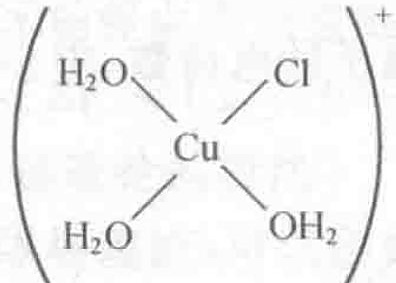 +
H₂O Cl
Cu
H₂O OH₂